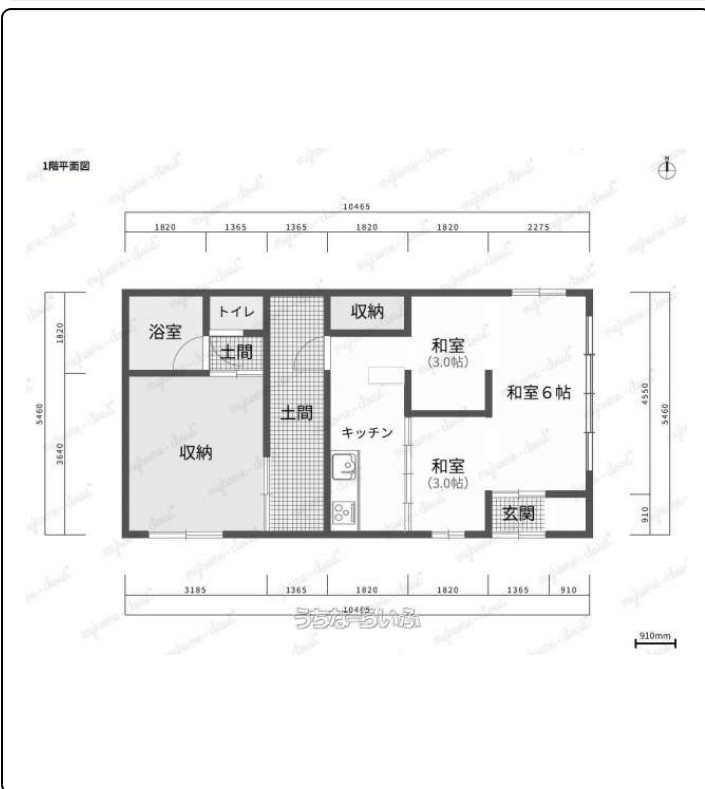 1階平面図
N
10465
1820 1365 1365 1820 1820 2275
1820
3640
5460
4550
910
5460
浴室
トイレ
土間
収納
土間
収納
キッチン
和室
(3.0帖)
和室
(3.0帖)
和室6帖
玄関
3185 1365 1820 1820 1365 910
10465
うちなーらいふ
910mm